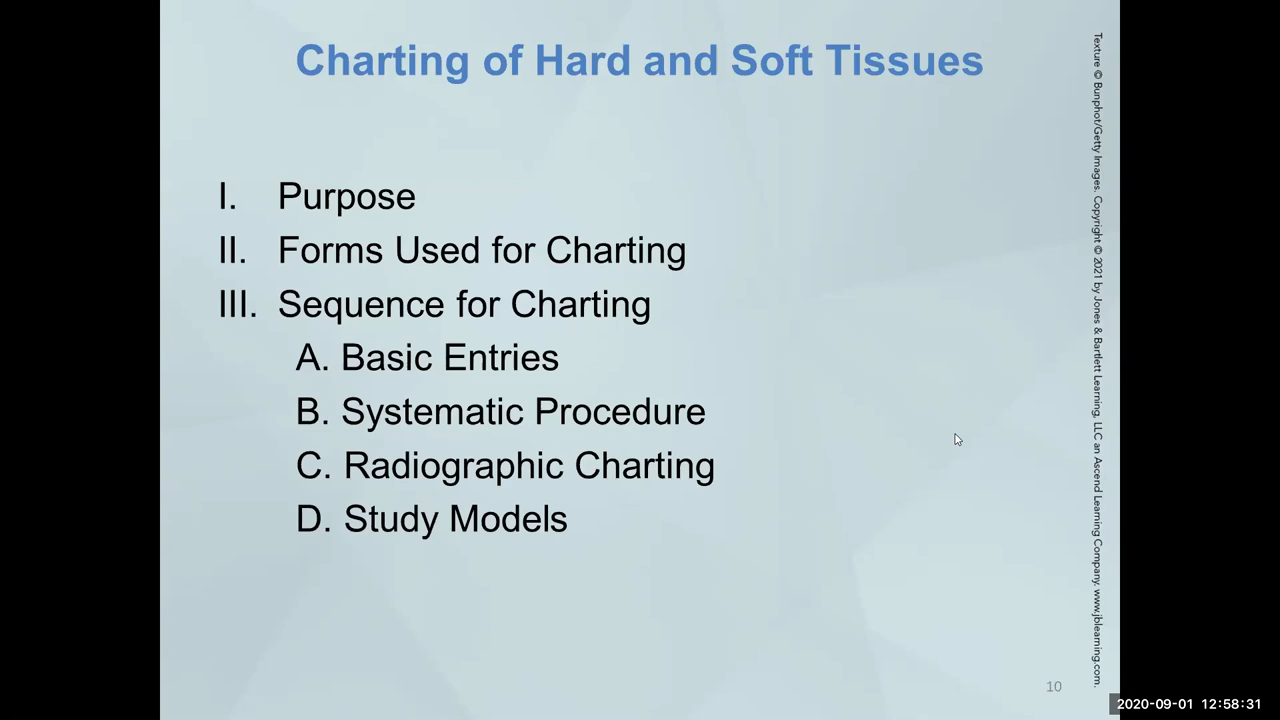 Charting of Hard and Soft Tissues
I. Purpose
II. Forms Used for Charting
III. Sequence for Charting
A. Basic Entries
B. Systematic Procedure
C. Radiographic Charting
D. Study Models
Texture © Bunphot/Getty Images. Copyright © 2021 by Jones & Bartlett Learning, LLC an Ascend Learning Company. www.jblearning.com.
10
2020-09-01 12:58:31